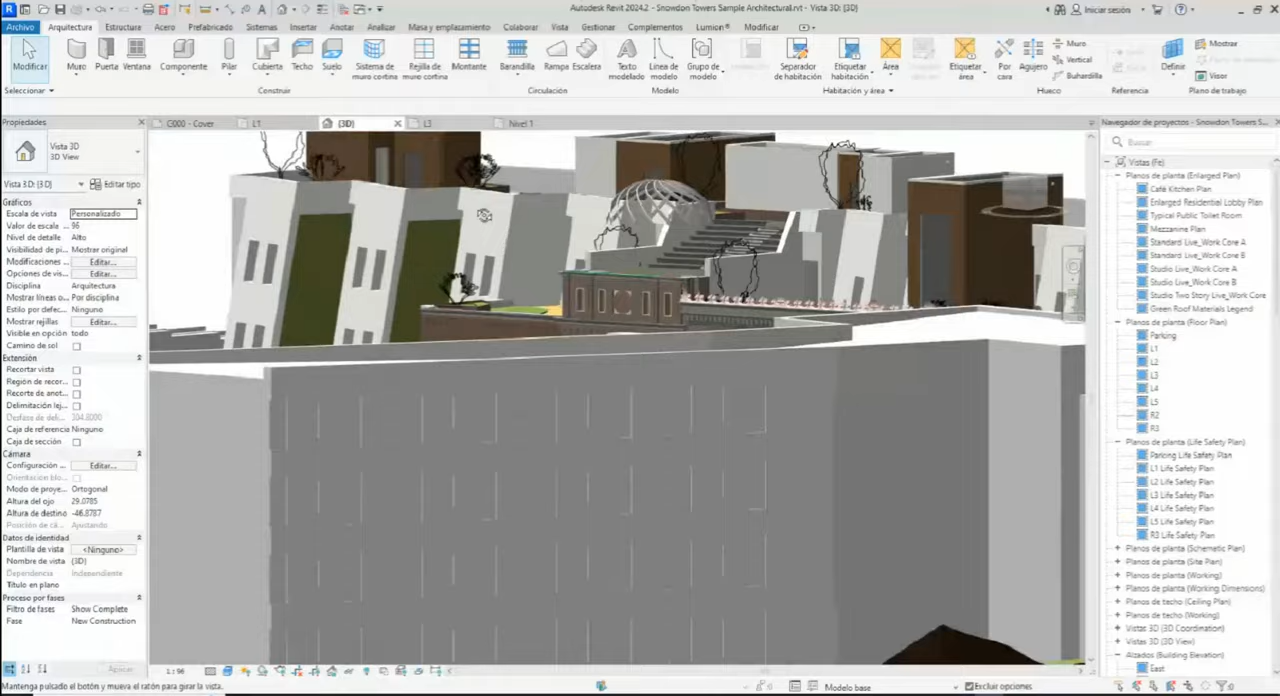 Autodesk Revit 2024.2 - Snowdon Towers Sample Architectural.rvt - Vista 3D: {3D}
Iniciar sesión
Archivo Arquitectura Estructura Acero Prefabricado Sistemas Insertar Anotar Analizar Masa y emplazamiento Colaborar Vista Gestionar Complementos Lumion® Modificar
Modificar Muro Puerta Ventana Componente Pilar Cubierta Techo Suelo Sistema de muro cortina Rejilla de muro cortina Montante Barandilla Rampa Escalera Texto modelado Línea de modelo Grupo de modelo Separador de habitación Etiquetar habitación Área Etiquetar área Por cara Agujero Muro Vertical Buhardilla Definir Mostrar Visor
Seleccionar Construir Circulación Modelo Habitación y área Hueco Referencia Plano de trabajo
Propiedades
G000 - Cover L1 {3D} L3 Nivel 1
Navegador de proyectos - Snowdon Towers S...
Vista 3D
3D View
Buscar
Vista 3D: {3D} Editar tipo
Gráficos
Escala de vista Personalizado
Valor de escala ... 96
Nivel de detalle Alto
Visibilidad de pi... Mostrar original
Modificaciones ... Editar...
Opciones de vis... Editar...
Disciplina Arquitectura
Mostrar líneas o... Por disciplina
Estilo por defec... Ninguno
Mostrar rejillas Editar...
Visible en opción todo
Camino de sol
Extensión
Recortar vista
Región de recor...
Recorte de anot...
Delimitación lej...
Desfase de deli... 304.8000
Caja de referencia Ninguno
Caja de sección
Cámara
Configuración ... Editar...
Orientación blo...
Modo de proye... Ortogonal
Altura del ojo 29.0785
Altura de destino -46.8787
Posición de cá... Ajustando
Datos de identidad
Plantilla de vista <Ninguno>
Nombre de vista {3D}
Dependencia Independiente
Título en plano
Proceso por fases
Filtro de fases Show Complete
Fase New Construction
Aplicar
Vistas (Fe)
Planos de planta (Enlarged Plan)
Café Kitchen Plan
Enlarged Residential Lobby Plan
Typical Public Toilet Room
Mezzanine Plan
Standard Live_Work Core A
Standard Live_Work Core B
Studio Live_Work Core A
Studio Live_Work Core B
Studio Two Story Live_Work Core
Green Roof Materials Legend
Planos de planta (Floor Plan)
Parking
L1
L2
L3
L4
L5
R2
R3
Planos de planta (Life Safety Plan)
Parking Life Safety Plan
L1 Life Safety Plan
L2 Life Safety Plan
L3 Life Safety Plan
L4 Life Safety Plan
L5 Life Safety Plan
R3 Life Safety Plan
Planos de planta (Schematic Plan)
Planos de planta (Site Plan)
Planos de planta (Working)
Planos de planta (Working Dimensions)
Planos de techo (Ceiling Plan)
Planos de techo (Working)
Vistas 3D (3D Coordination)
Vistas 3D (3D View)
Alzados (Building Elevation)
East
1 : 96
Mantenga pulsado el botón y mueva el ratón para girar la vista.
Modelo base
Excluir opciones